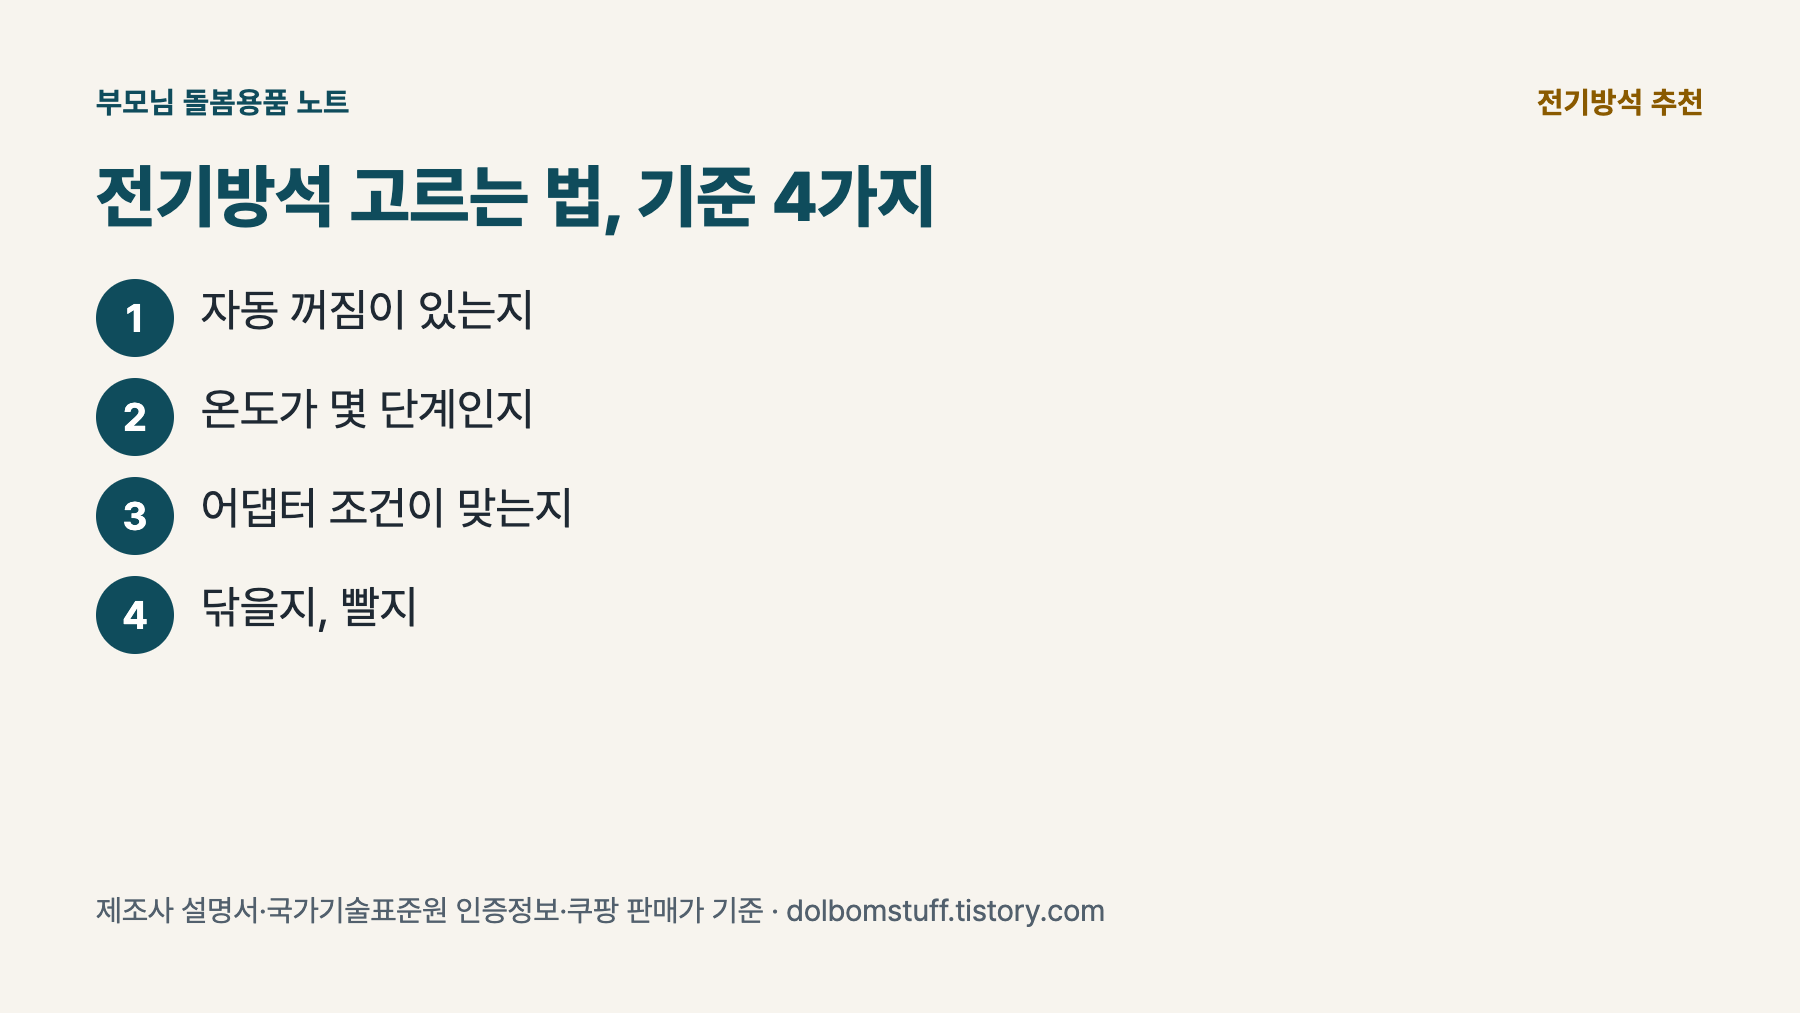 부모님 돌봄용품 노트
전기방석 추천
전기방석 고르는 법, 기준 4가지
1 자동 꺼짐이 있는지
2 온도가 몇 단계인지
3 어댑터 조건이 맞는지
4 닦을지, 빨지
제조사 설명서·국가기술표준원 인증정보·쿠팡 판매가 기준 · dolbomstuff.tistory.com